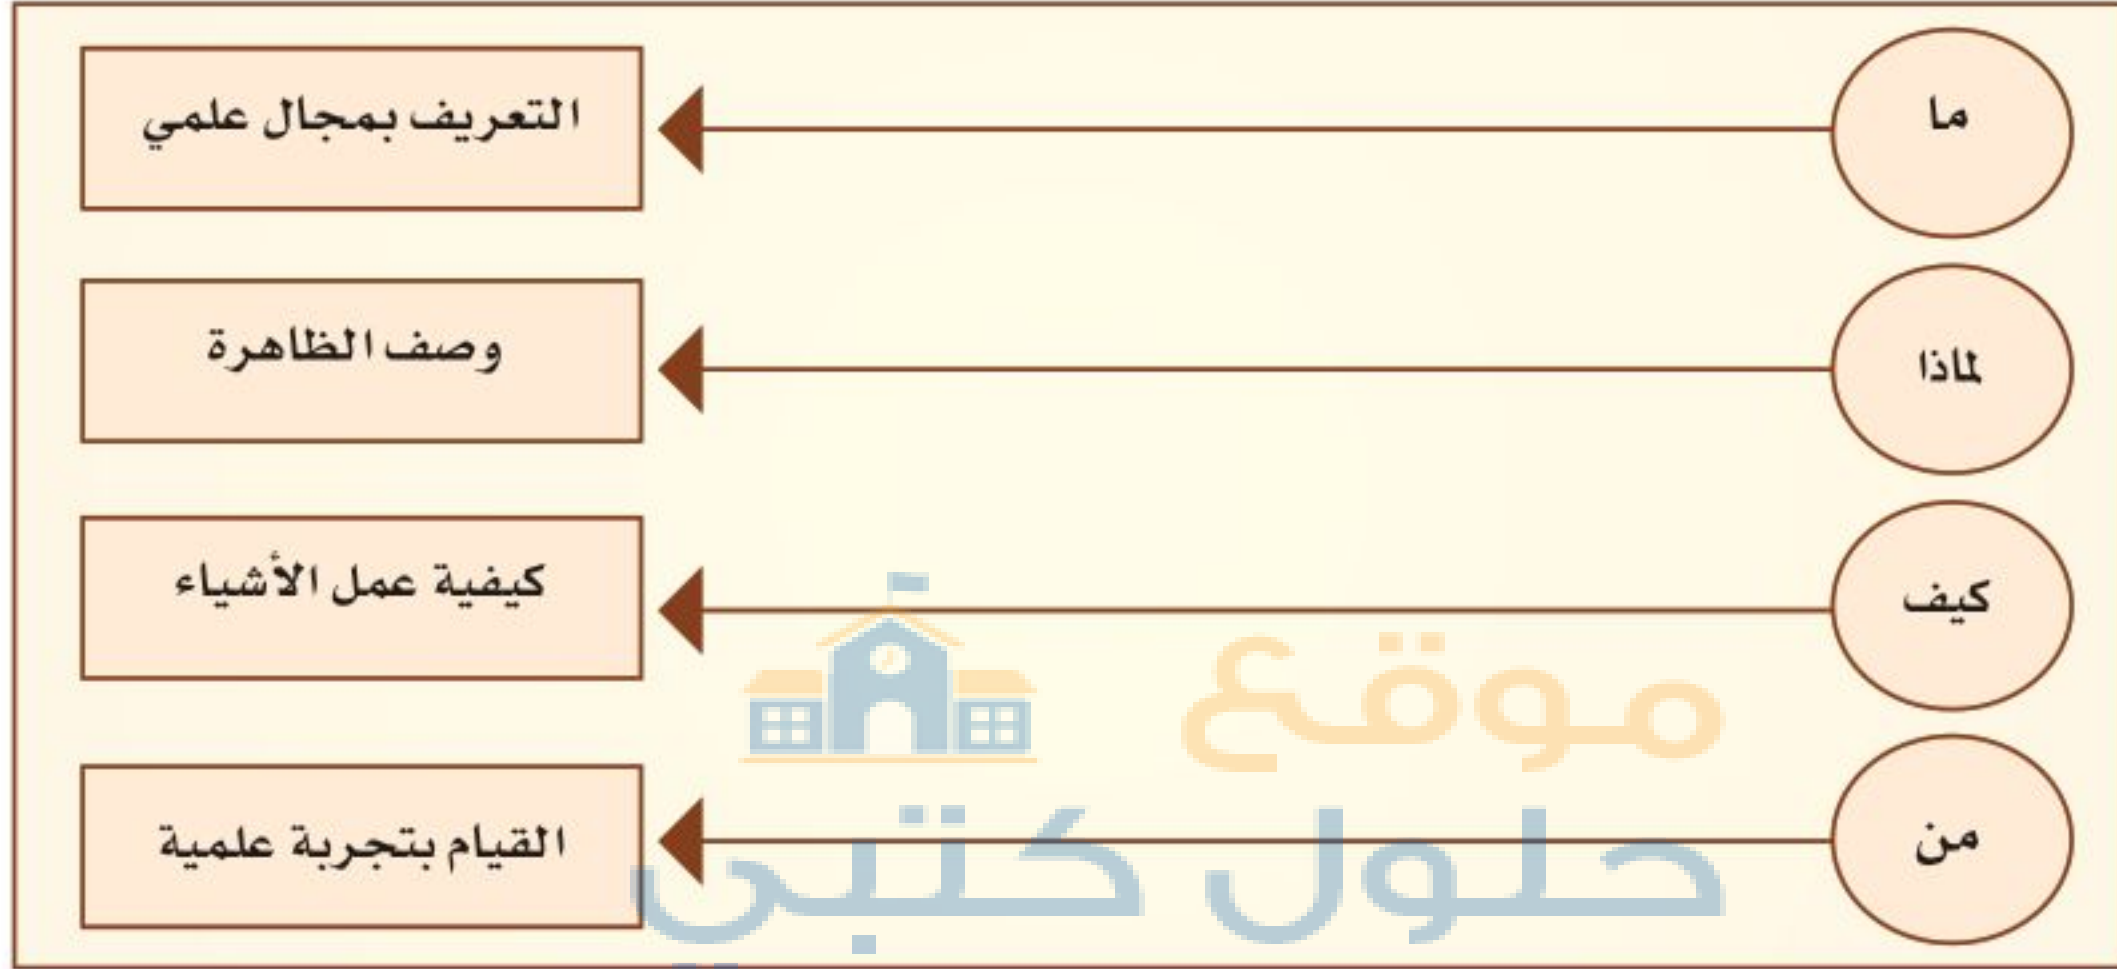 ما
التعريف بمجال علمي
لماذا
وصف الظاهرة
كيف
كيفية عمل الأشياء
من
القيام بتجربة علمية
موقع
حلول كتبي